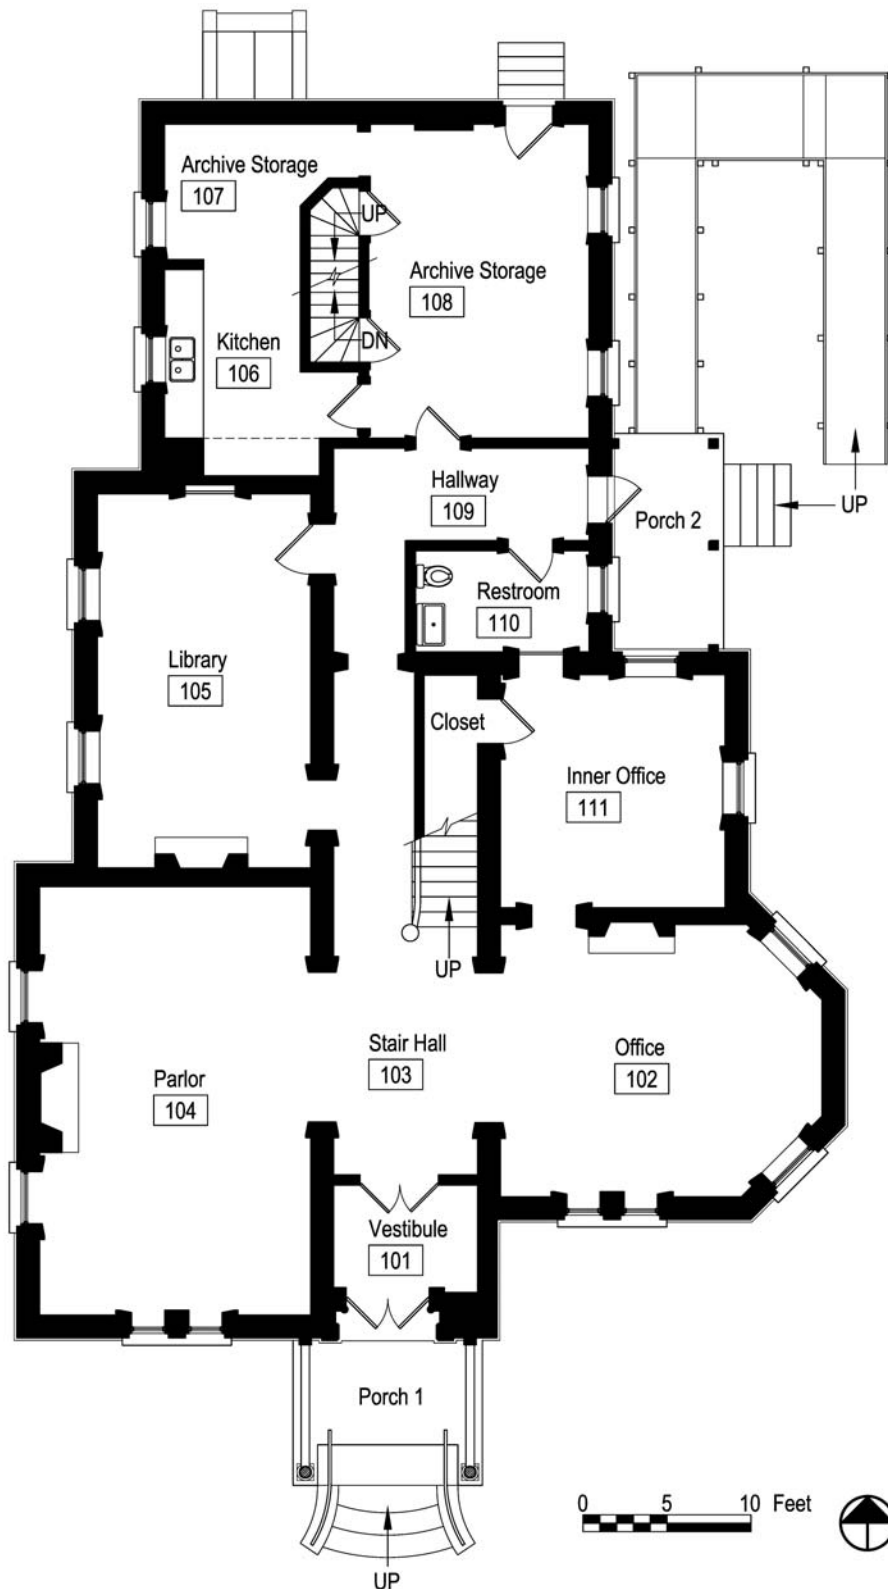 Archive Storage
107
UP
Archive Storage
108
DN
Kitchen
106
Hallway
109
Porch 2
UP
Restroom
110
Library
105
Closet
Inner Office
111
UP
Stair Hall
103
Office
102
Parlor
104
Vestibule
101
Porch 1
UP
0 5 10 Feet